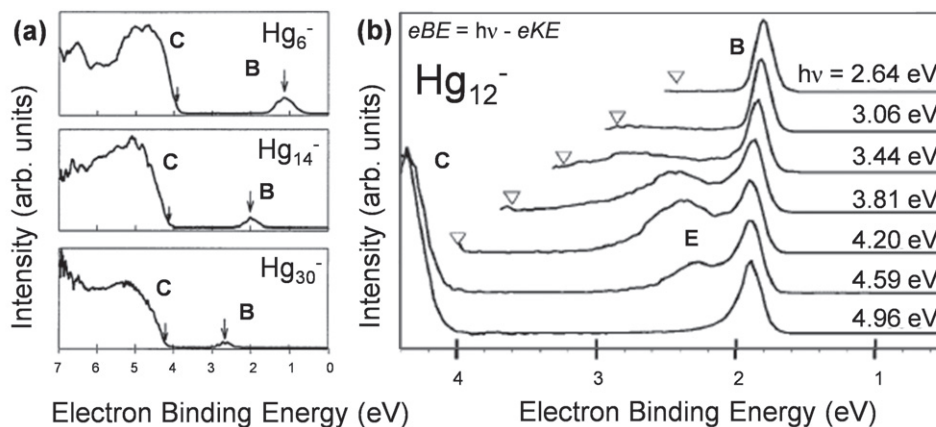 (a)
C
B
Hg6-
C
B
Hg14-
C
B
Hg30-
Intensity (arb. units)
7 6 5 4 3 2 1 0
Electron Binding Energy (eV)
(b)
eBE = hν - eKE
Hg12-
B
C
E
hν = 2.64 eV
3.06 eV
3.44 eV
3.81 eV
4.20 eV
4.59 eV
4.96 eV
Intensity (arb. units)
4 3 2 1
Electron Binding Energy (eV)